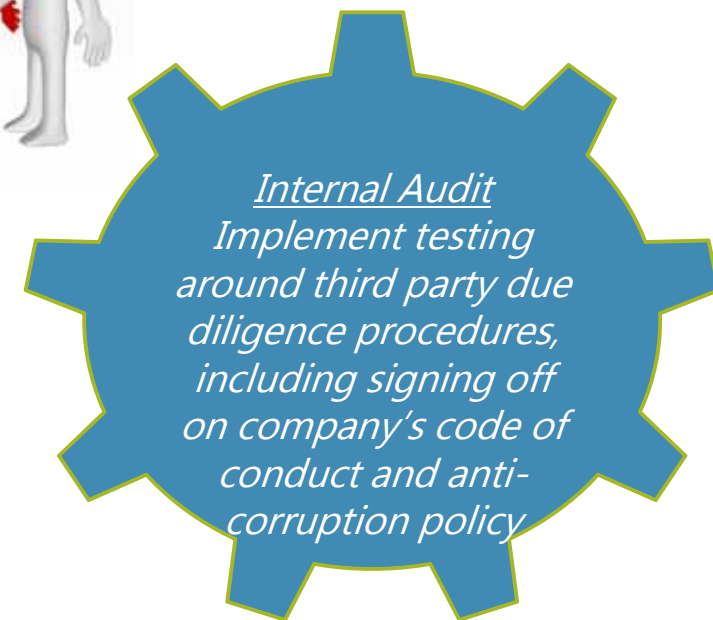 Internal Audit
Implement testing
around third party due
diligence procedures,
including signing off
on company’s code of
conduct and anti-
corruption policy